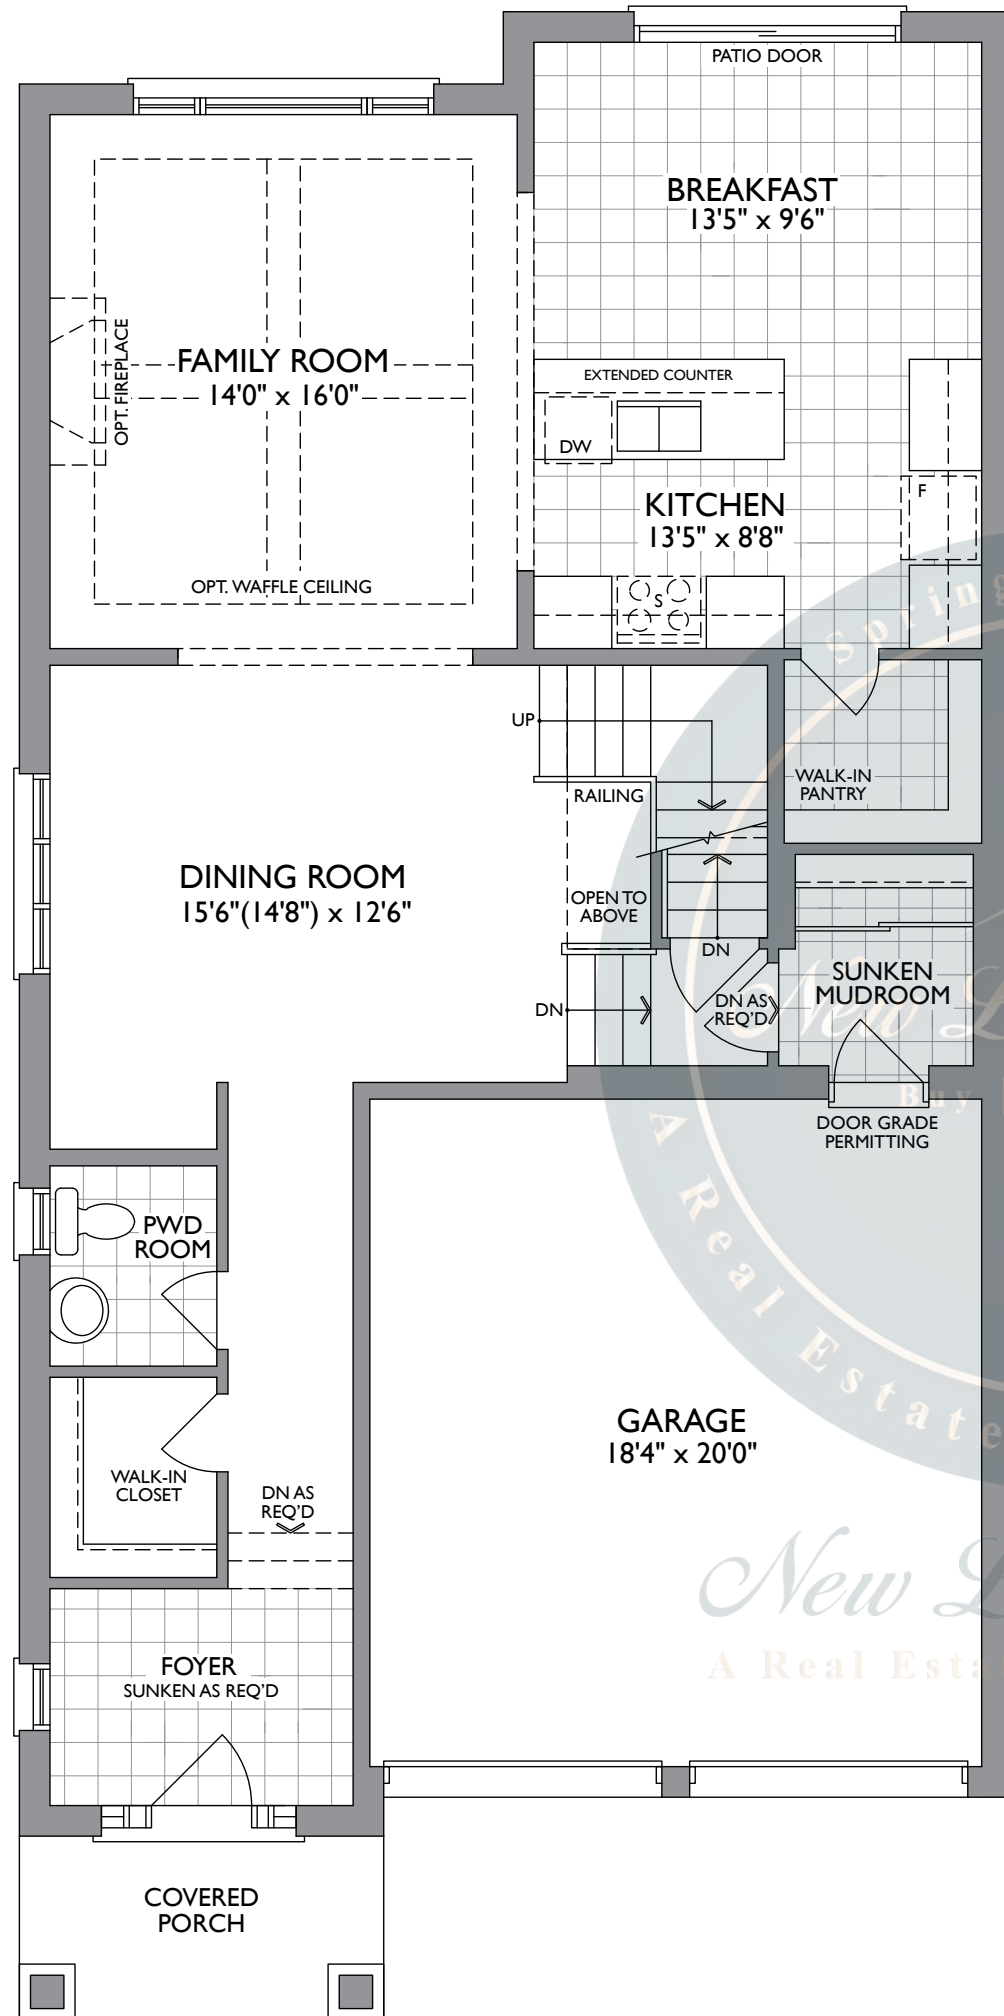 PATIO DOOR
BREAKFAST
13'5" x 9'6"
FAMILY ROOM
14'0" x 16'0"
OPT. FIREPLACE
OPT. WAFFLE CEILING
EXTENDED COUNTER
DW
KITCHEN
13'5" x 8'8"
F
S
Spring
UP
RAILING
WALK-IN
PANTRY
DINING ROOM
15'6"(14'8") x 12'6"
OPEN TO
ABOVE
DN
DN
DN AS
REQ'D
SUNKEN
MUDROOM
New L
Buy
DOOR GRADE
PERMITTING
A Real Estate
PWD
ROOM
GARAGE
18'4" x 20'0"
WALK-IN
CLOSET
DN AS
REQ'D
New L
A Real Esta
FOYER
SUNKEN AS REQ'D
COVERED
PORCH